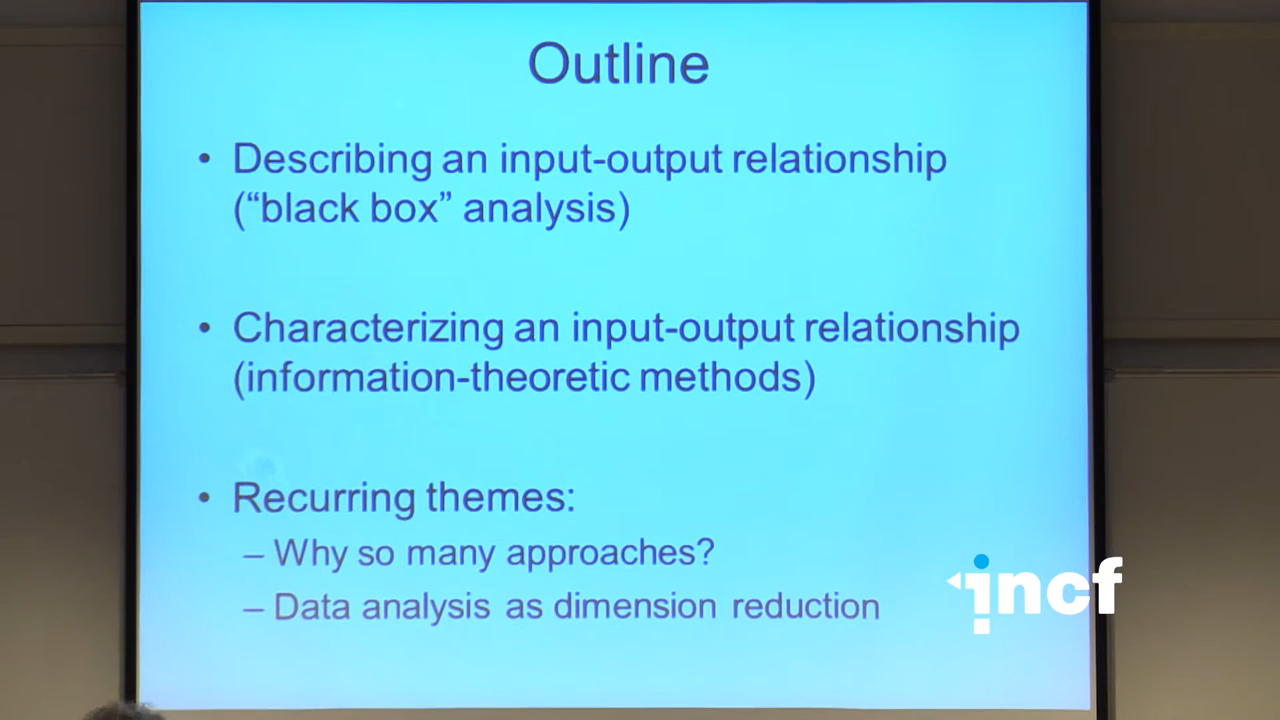 Outline
• Describing an input-output relationship
(“black box” analysis)
• Characterizing an input-output relationship
(information-theoretic methods)
• Recurring themes:
– Why so many approaches?
– Data analysis as dimension reduction
incf